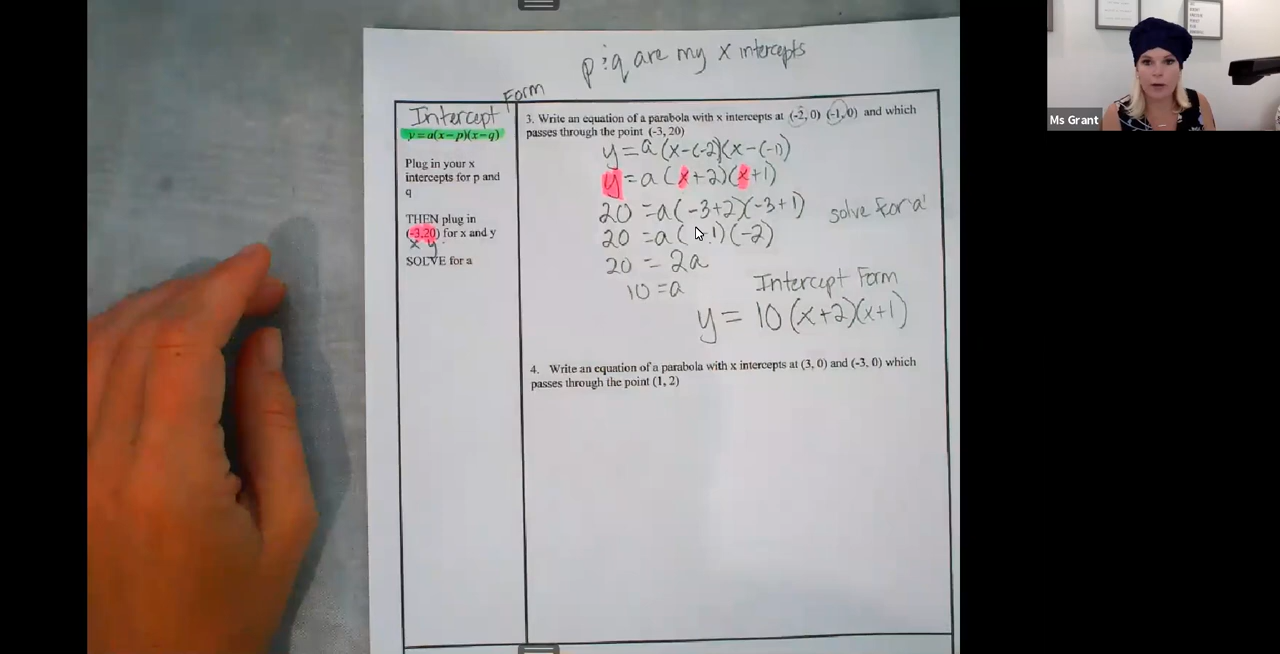 p & q are my x intercepts
Intercept Form
y = a(x – p)(x – q)
Plug in your x
intercepts for p and
q
THEN plug in
(-3,20) for x and y
x y
SOLVE for a
3. Write an equation of a parabola with x intercepts at (-2, 0) (-1, 0) and which
passes through the point (-3, 20)
y = a (x-(-2)(x-(-1)
y = a (x+2)(x+1)
20 = a(-3+2)(-3+1)
solve for a!
20 = a(-1)(-2)
20 = 2a
10 = a
Intercept Form
y = 10(x+2)(x+1)
4. Write an equation of a parabola with x intercepts at (3, 0) and (-3, 0) which
passes through the point (1, 2)
Ms Grant